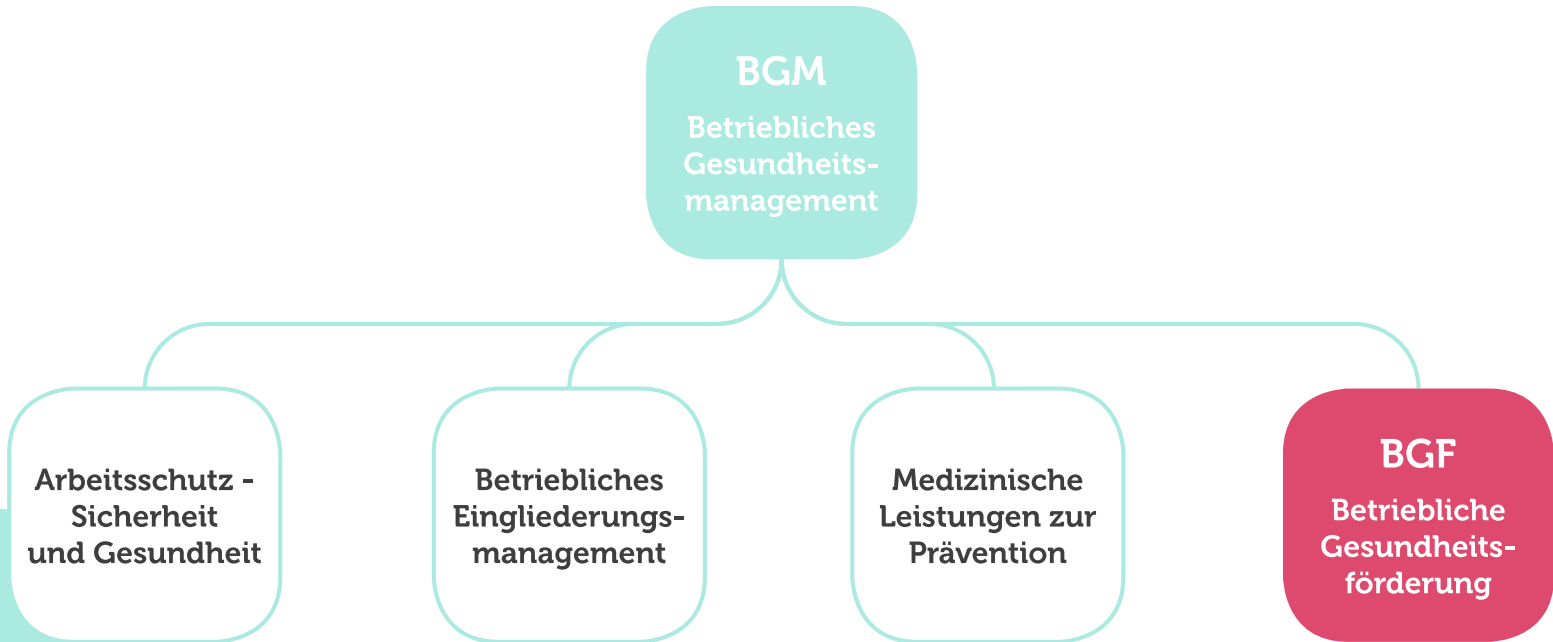 BGM
Betriebliches
Gesundheits-
management
Arbeitsschutz -
Sicherheit
und Gesundheit
Betriebliches
Eingliederungs-
management
Medizinische
Leistungen zur
Prävention
BGF
Betriebliche
Gesundheits-
förderung